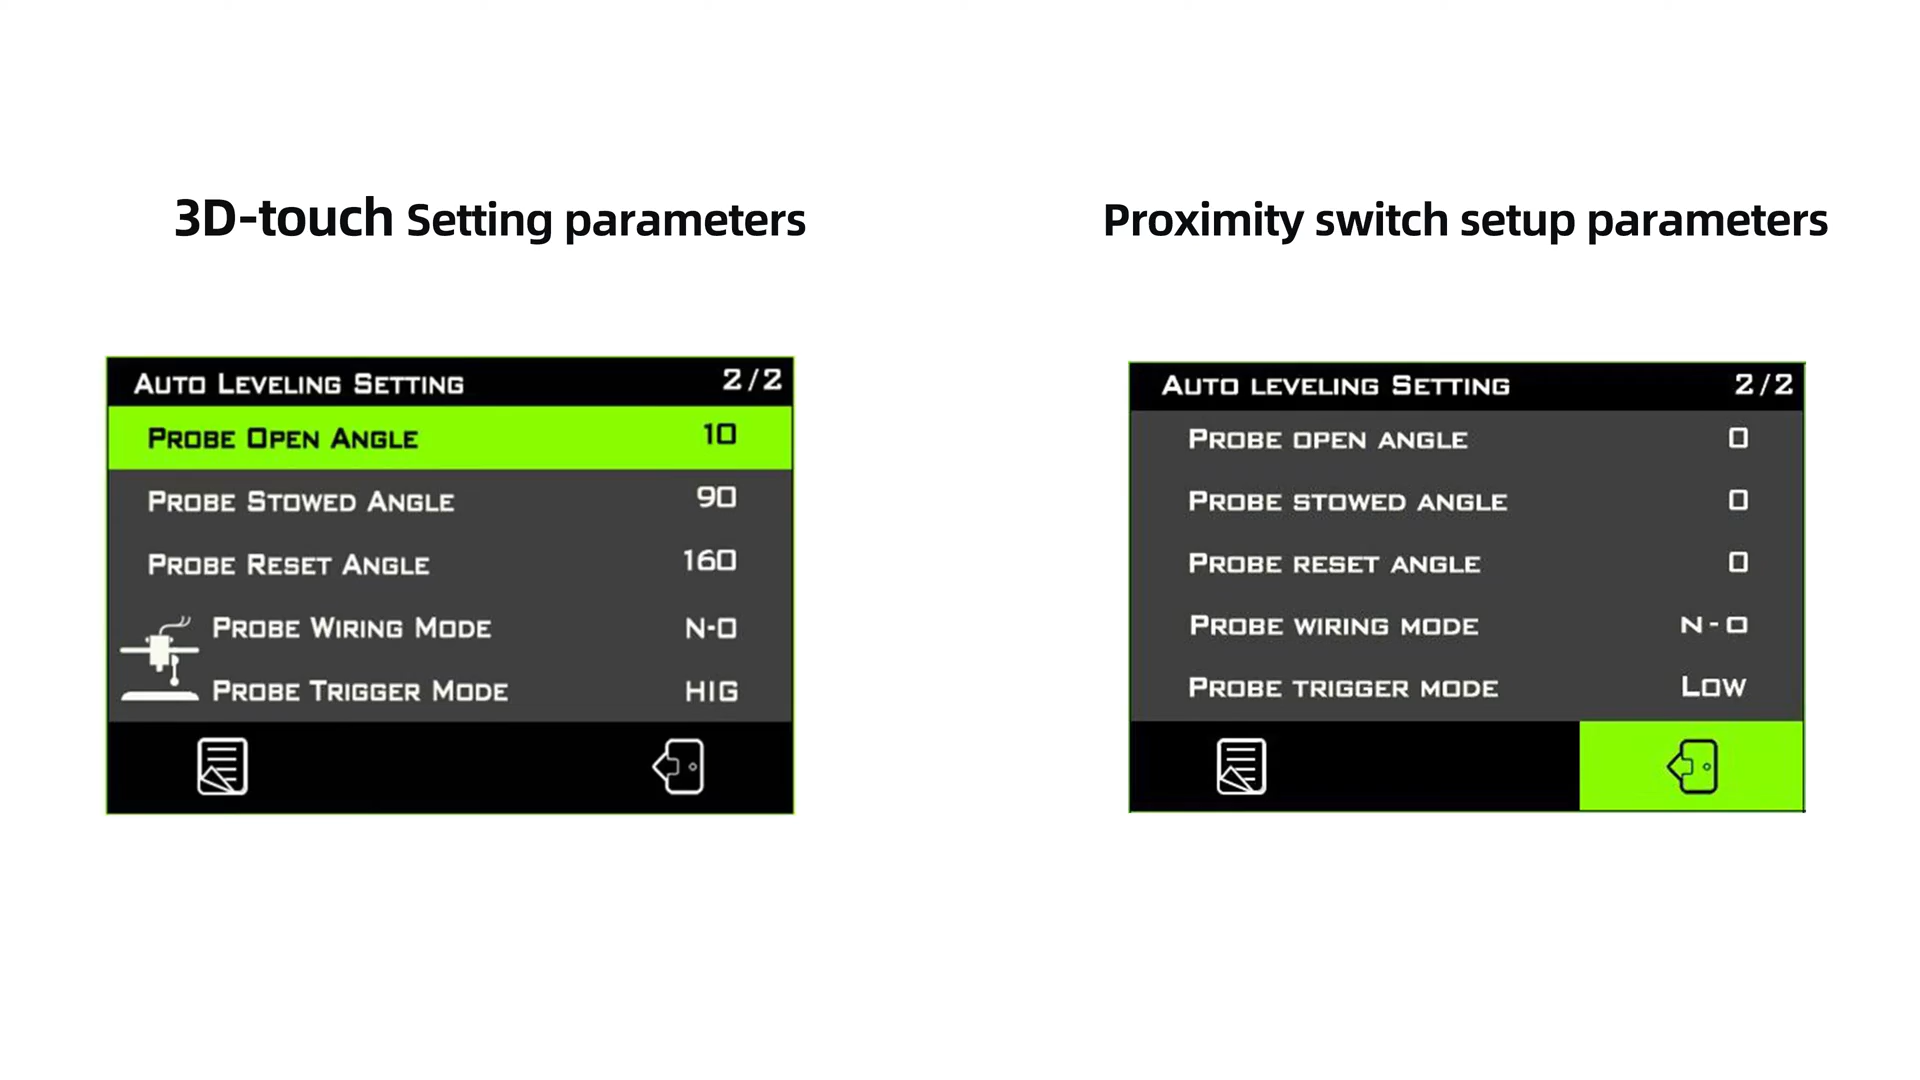 3D-touch Setting parameters
AUTO LEVELING SETTING 2/2
PROBE OPEN ANGLE 10
PROBE STOWED ANGLE 90
PROBE RESET ANGLE 160
PROBE WIRING MODE N-O
PROBE TRIGGER MODE HIG
Proximity switch setup parameters
AUTO LEVELING SETTING 2/2
PROBE OPEN ANGLE 0
PROBE STOWED ANGLE 0
PROBE RESET ANGLE 0
PROBE WIRING MODE N-O
PROBE TRIGGER MODE LOW